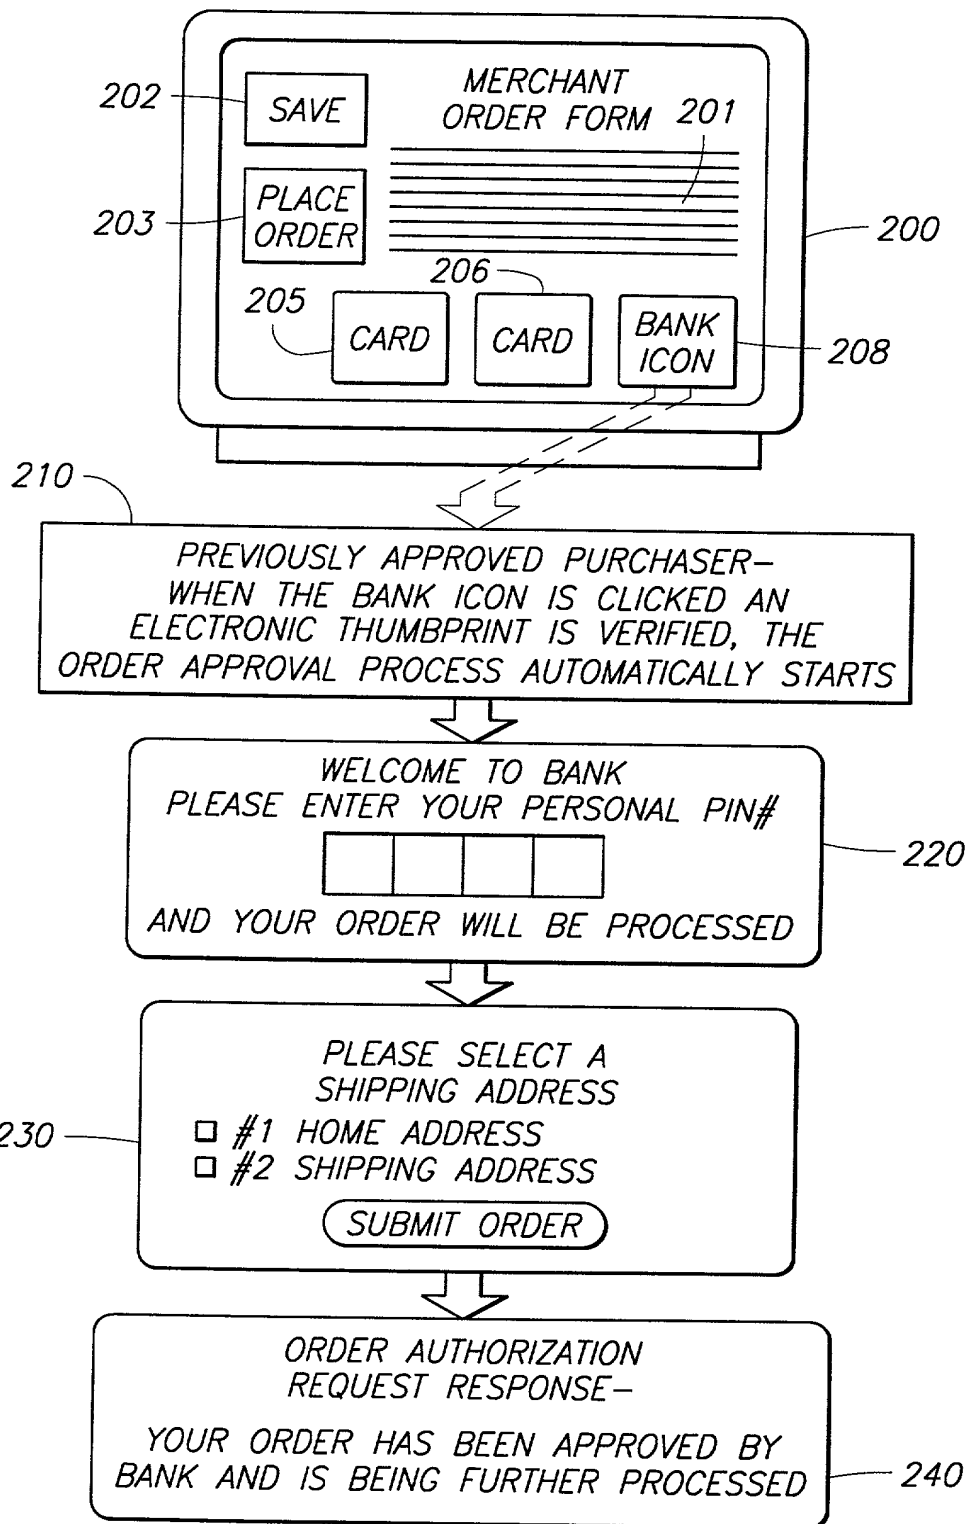 MERCHANT
ORDER FORM
201
202
SAVE
203
PLACE
ORDER
200
206
205
CARD
CARD
BANK
ICON
208
210
PREVIOUSLY APPROVED PURCHASER–
WHEN THE BANK ICON IS CLICKED AN
ELECTRONIC THUMBPRINT IS VERIFIED, THE
ORDER APPROVAL PROCESS AUTOMATICALLY STARTS
WELCOME TO BANK
PLEASE ENTER YOUR PERSONAL PIN#
220
AND YOUR ORDER WILL BE PROCESSED
PLEASE SELECT A
SHIPPING ADDRESS
230
#1 HOME ADDRESS
#2 SHIPPING ADDRESS
SUBMIT ORDER
ORDER AUTHORIZATION
REQUEST RESPONSE–
YOUR ORDER HAS BEEN APPROVED BY
BANK AND IS BEING FURTHER PROCESSED
240